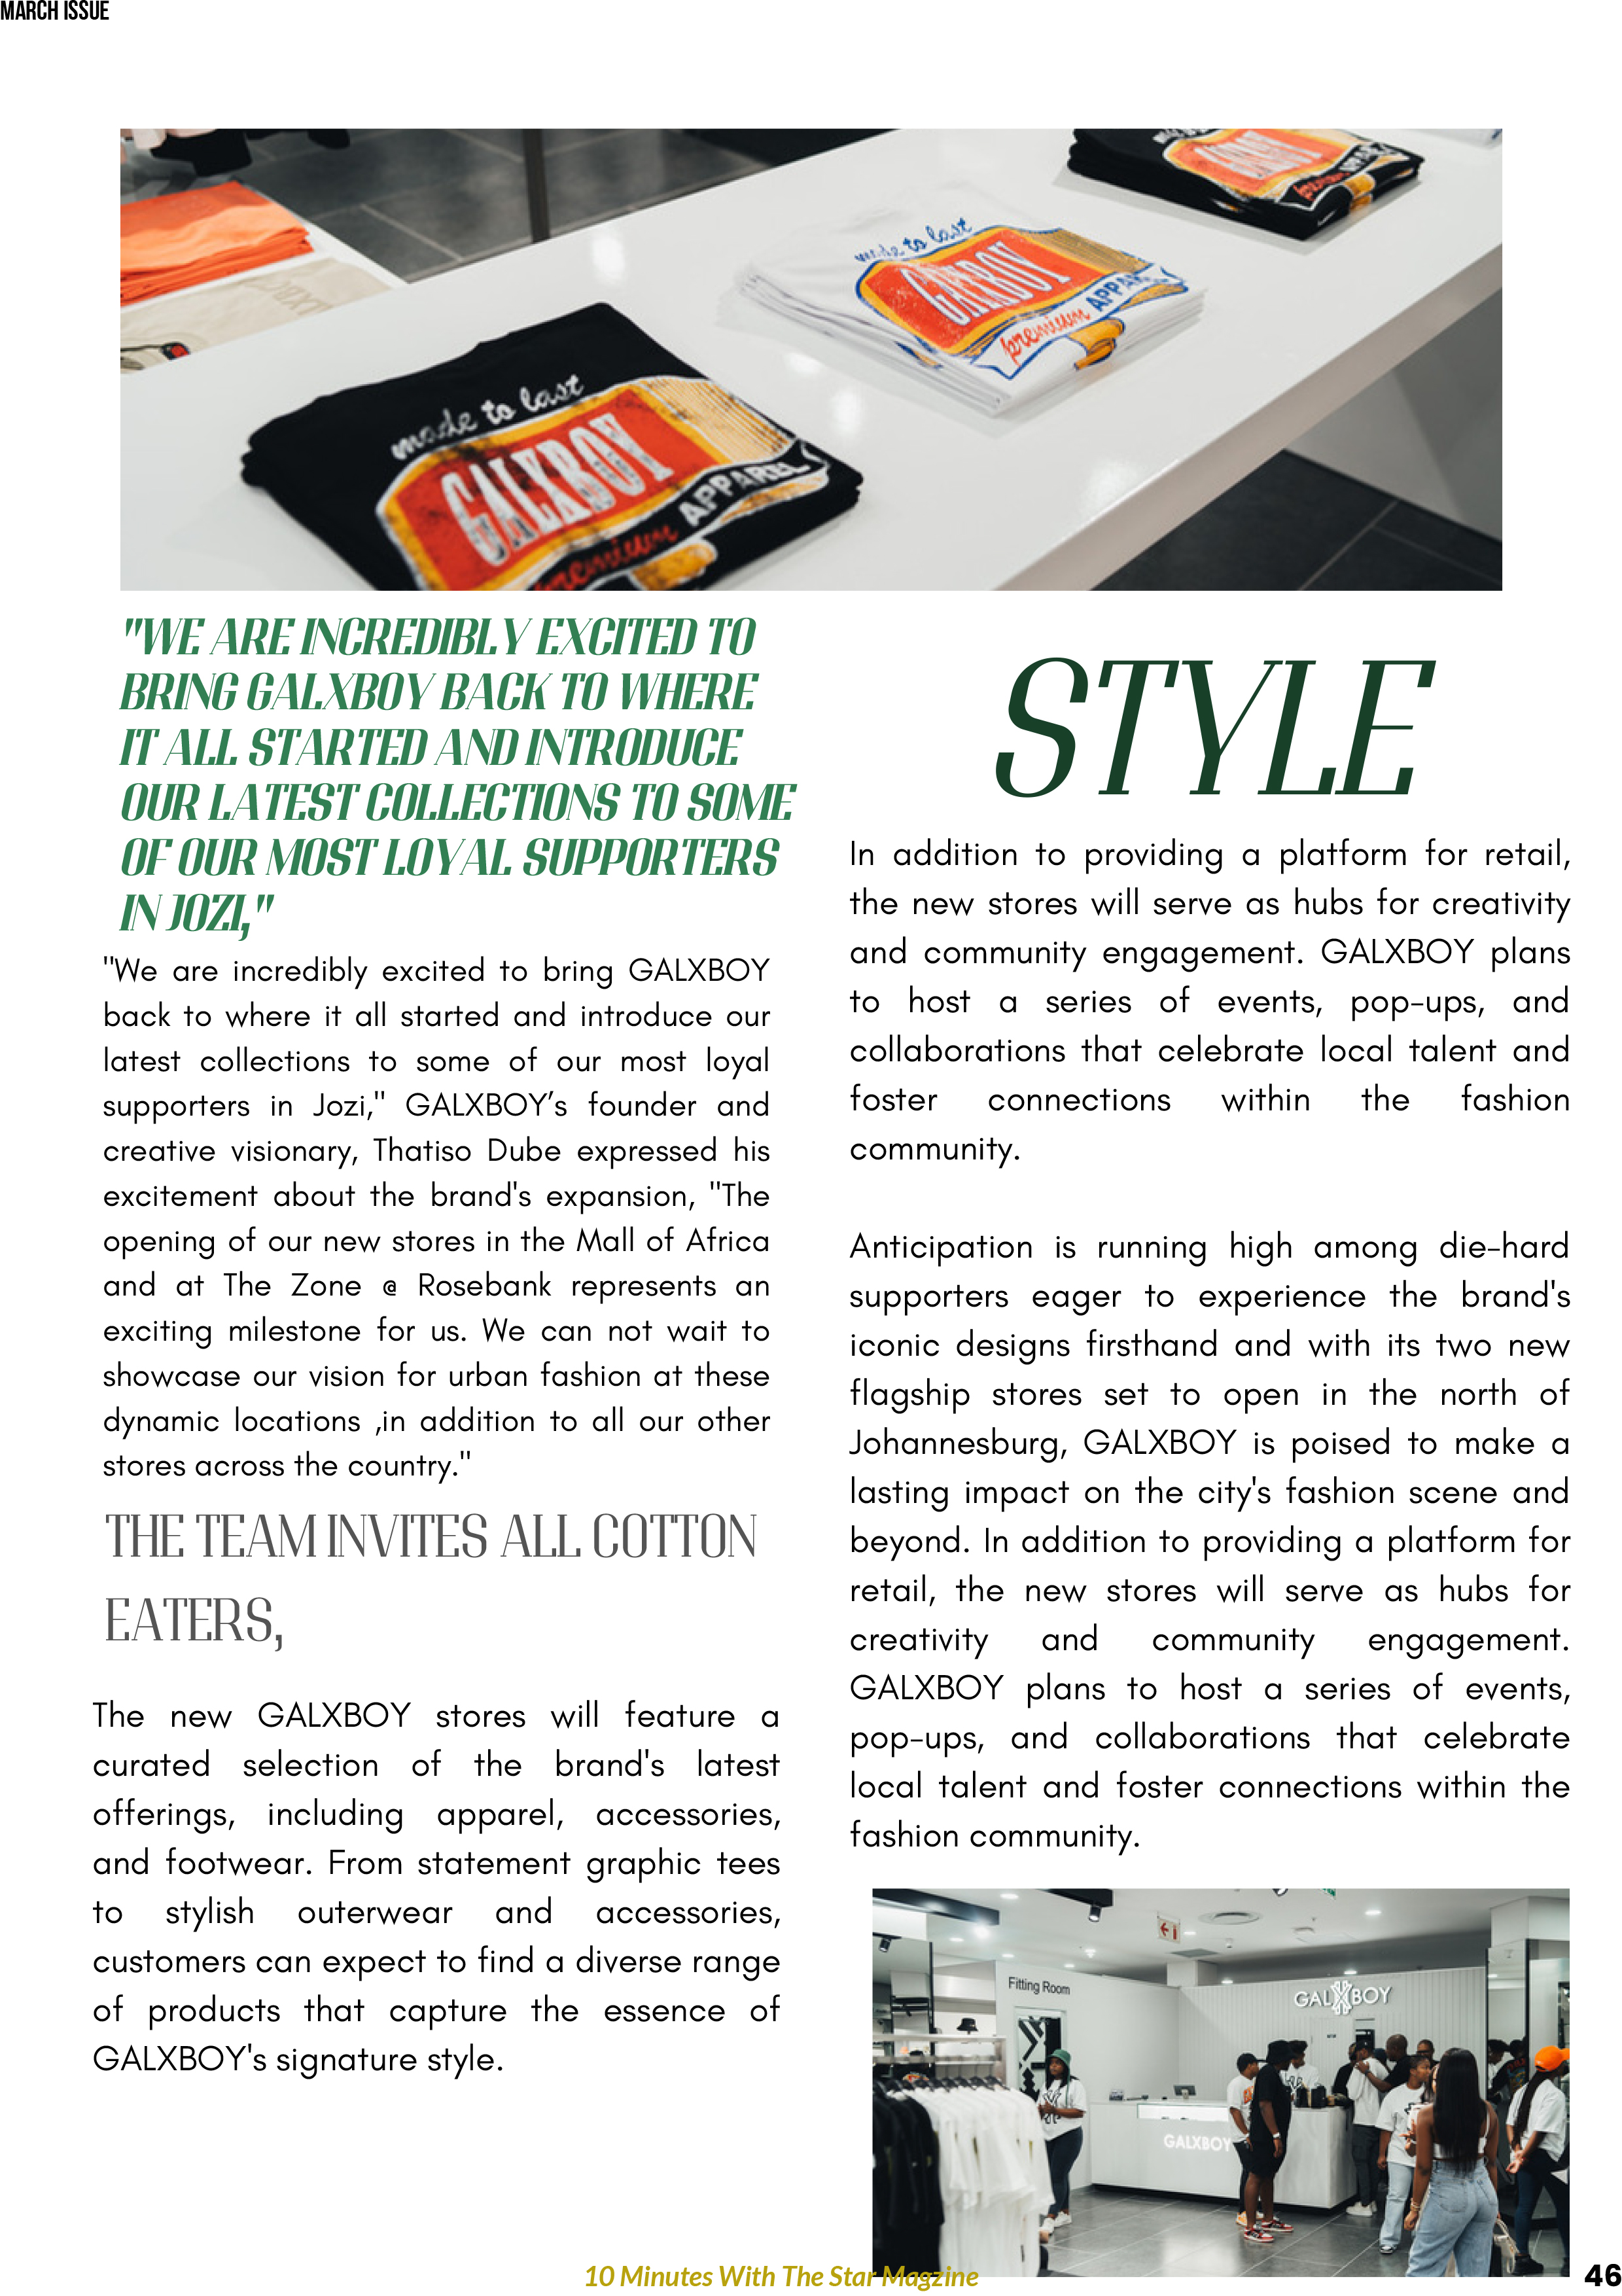 MARCH ISSUE
made to last
GALXBOY
premium APPAREL
made to last
GALXBOY
premium APPAREL
"WE ARE INCREDIBLY EXCITED TO
BRING GALXBOY BACK TO WHERE
IT ALL STARTED AND INTRODUCE
OUR LATEST COLLECTIONS TO SOME
OF OUR MOST LOYAL SUPPORTERS
IN JOZI,"
"We are incredibly excited to bring GALXBOY
back to where it all started and introduce our
latest collections to some of our most loyal
supporters in Jozi," GALXBOY’s founder and
creative visionary, Thatiso Dube expressed his
excitement about the brand's expansion, "The
opening of our new stores in the Mall of Africa
and at The Zone @ Rosebank represents an
exciting milestone for us. We can not wait to
showcase our vision for urban fashion at these
dynamic locations ,in addition to all our other
stores across the country."
THE TEAM INVITES ALL COTTON
EATERS,
The new GALXBOY stores will feature a
curated selection of the brand's latest
offerings, including apparel, accessories,
and footwear. From statement graphic tees
to stylish outerwear and accessories,
customers can expect to find a diverse range
of products that capture the essence of
GALXBOY's signature style.
STYLE
In addition to providing a platform for retail,
the new stores will serve as hubs for creativity
and community engagement. GALXBOY plans
to host a series of events, pop-ups, and
collaborations that celebrate local talent and
foster connections within the fashion
community.
Anticipation is running high among die-hard
supporters eager to experience the brand's
iconic designs firsthand and with its two new
flagship stores set to open in the north of
Johannesburg, GALXBOY is poised to make a
lasting impact on the city's fashion scene and
beyond. In addition to providing a platform for
retail, the new stores will serve as hubs for
creativity and community engagement.
GALXBOY plans to host a series of events,
pop-ups, and collaborations that celebrate
local talent and foster connections within the
fashion community.
Fitting Room
GALXBOY
GALXBOY
10 Minutes With The Star Magzine
46